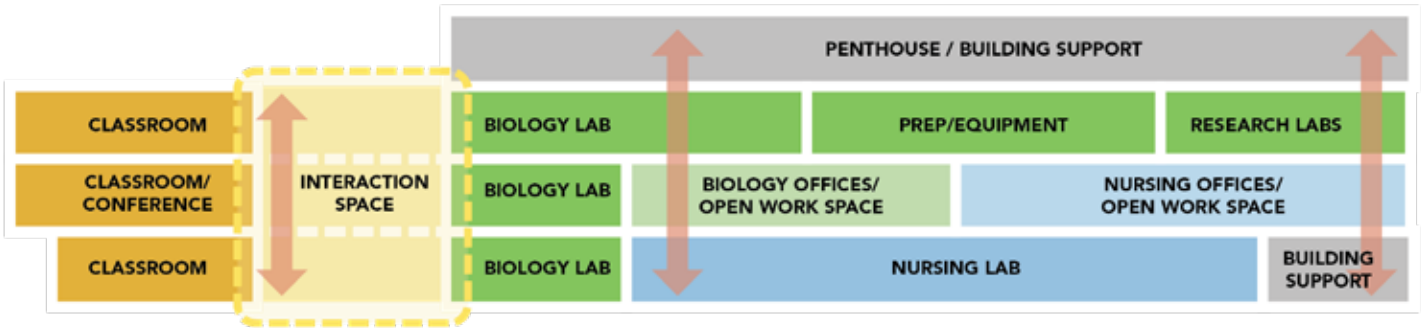 PENTHOUSE / BUILDING SUPPORT
CLASSROOM
BIOLOGY LAB
PREP/EQUIPMENT
RESEARCH LABS
CLASSROOM/
CONFERENCE
INTERACTION
SPACE
BIOLOGY LAB
BIOLOGY OFFICES/
OPEN WORK SPACE
NURSING OFFICES/
OPEN WORK SPACE
CLASSROOM
BIOLOGY LAB
NURSING LAB
BUILDING
SUPPORT